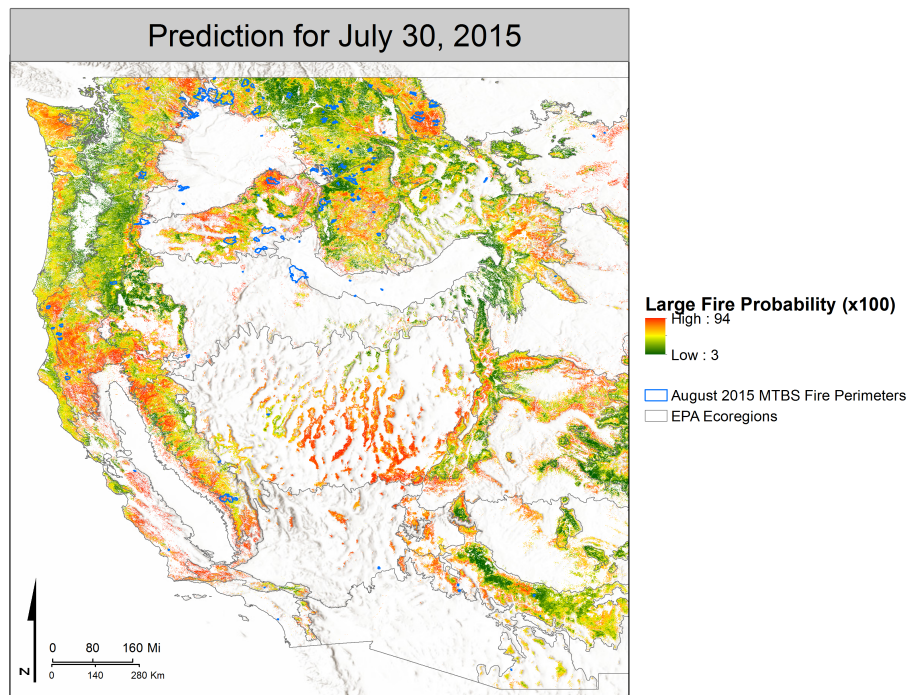 Prediction for July 30, 2015
Large Fire Probability (x100)
High : 94
Low : 3
August 2015 MTBS Fire Perimeters
EPA Ecoregions
N
0 80 160 Mi
0 140 280 Km